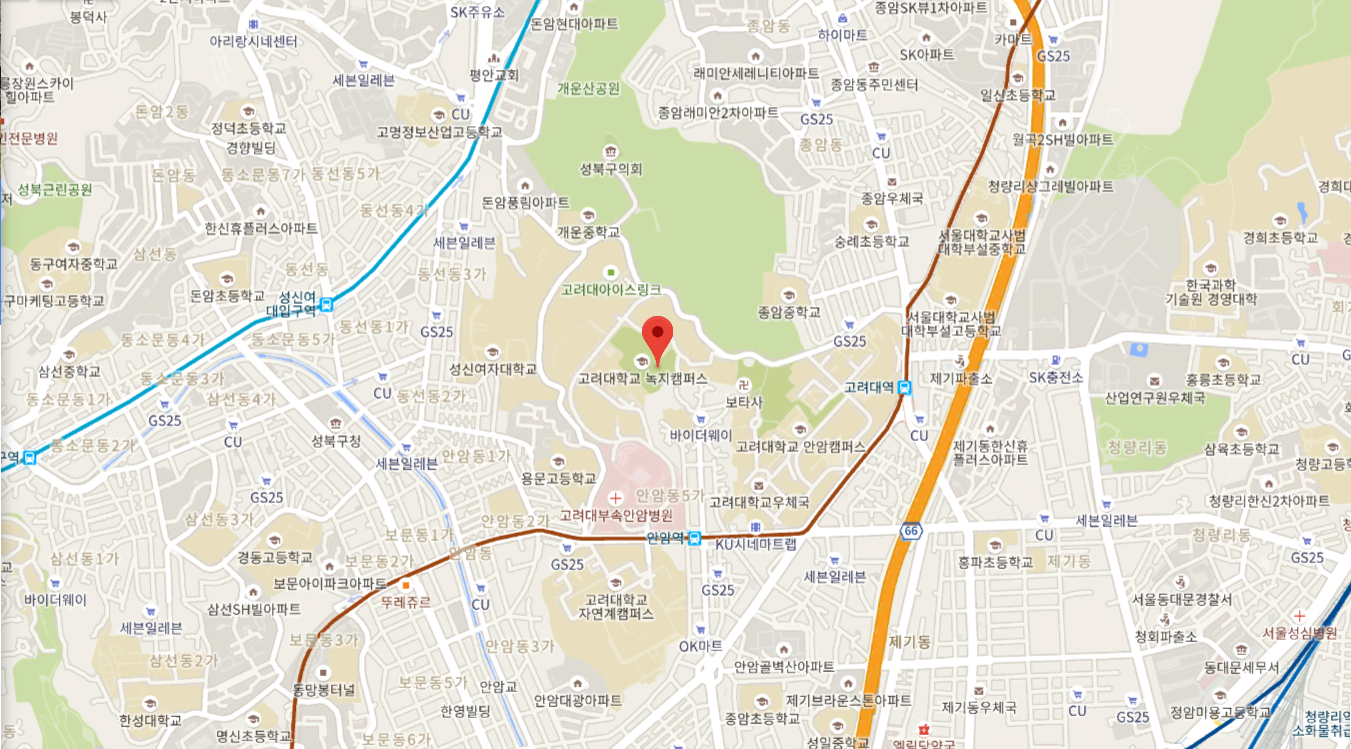 봉덕사
SK주유소
돈암현대아파트
종암SK뷰1차아파트
아리랑시네센터
종암동
하이마트
카마트
SK아파트
GS25
평안교회
릉장원스카이
힐아파트
세븐일레븐
개운산공원
래미안세레니티아파트
종암동주민센터
일신초등학교
돈암2동
CU
종암래미안2차아파트
GS25
인전문병원
정덕초등학교
경향빌딩
고명정보산업고등학교
종암동
CU
월곡2SH빌아파트
성북구의회
돈암동
동소문동7가
동선동5가
성북근린공원
저
돈암풍림아파트
종암우체국
청량리샹그레빌아파트
경희대
동선동4가
한신휴플러스아파트
개운중학교
세븐일레븐
숭례초등학교
서울대학교사범
대학부설중학교
경희초등학교
동구여자중학교
삼선동
동선동
동선동3가
고려대아이스링크
한국과학
기술원 경영대학
구마케팅고등학교
돈암초등학교
성신여
대입구역
종암중학교
서울대학교사범
대학부설고등학교
회기
동선동1가
GS25
GS25
동소문동4가
동소문동5가
삼선중학교
성신여자대학교
고려대학교 녹지캠퍼스
제기파출소
SK충전소
CU
홍릉초등학교
동소문동3가
CU
고려대역
동소문동1가
삼선동4가
동선동2가
보타사
산업연구원우체국
GS25
CU
성북구청
바이더웨이
고려대학교 안암캠퍼스
CU
제기동한신휴
플러스아파트
청량리동
삼육초등학교
동소문동2가
구역
세븐일레븐
안암동1가
용문고등학교
청량고등
GS25
안암동5가
고려대학교우체국
청량리한신2차아파트
삼선동3가
고려대부속안암병원
안암동2가
66
CU
세븐일레븐
보문동1가
안암역
KU시네마트랩
청량리동
삼선동1가
경동고등학교
보문동2가
안암동
GS25
홍파초등학교
제기동
GS25
바이더웨이
보문아이파크아파트
세븐일레븐
GS25
삼선SH빌아파트
뚜레쥬르
CU
고려대학교
자연계캠퍼스
서울동대문경찰서
세븐일레븐
청회파출소
서울성심병원
보문동3가
안암동3가
OK마트
제기동
삼선동2가
안암골벽산아파트
동대문세무서
동망봉터널
보문동5가
안암교
안암대광아파트
제기브라운스톤아파트
제기동우체국
CU
GS25
정암미용고등학교
한성대학교
한영빌딩
종암초등학교
청량리역
소화물취급
명신초등학교
보문동6가
성일중학교
엘림당약국